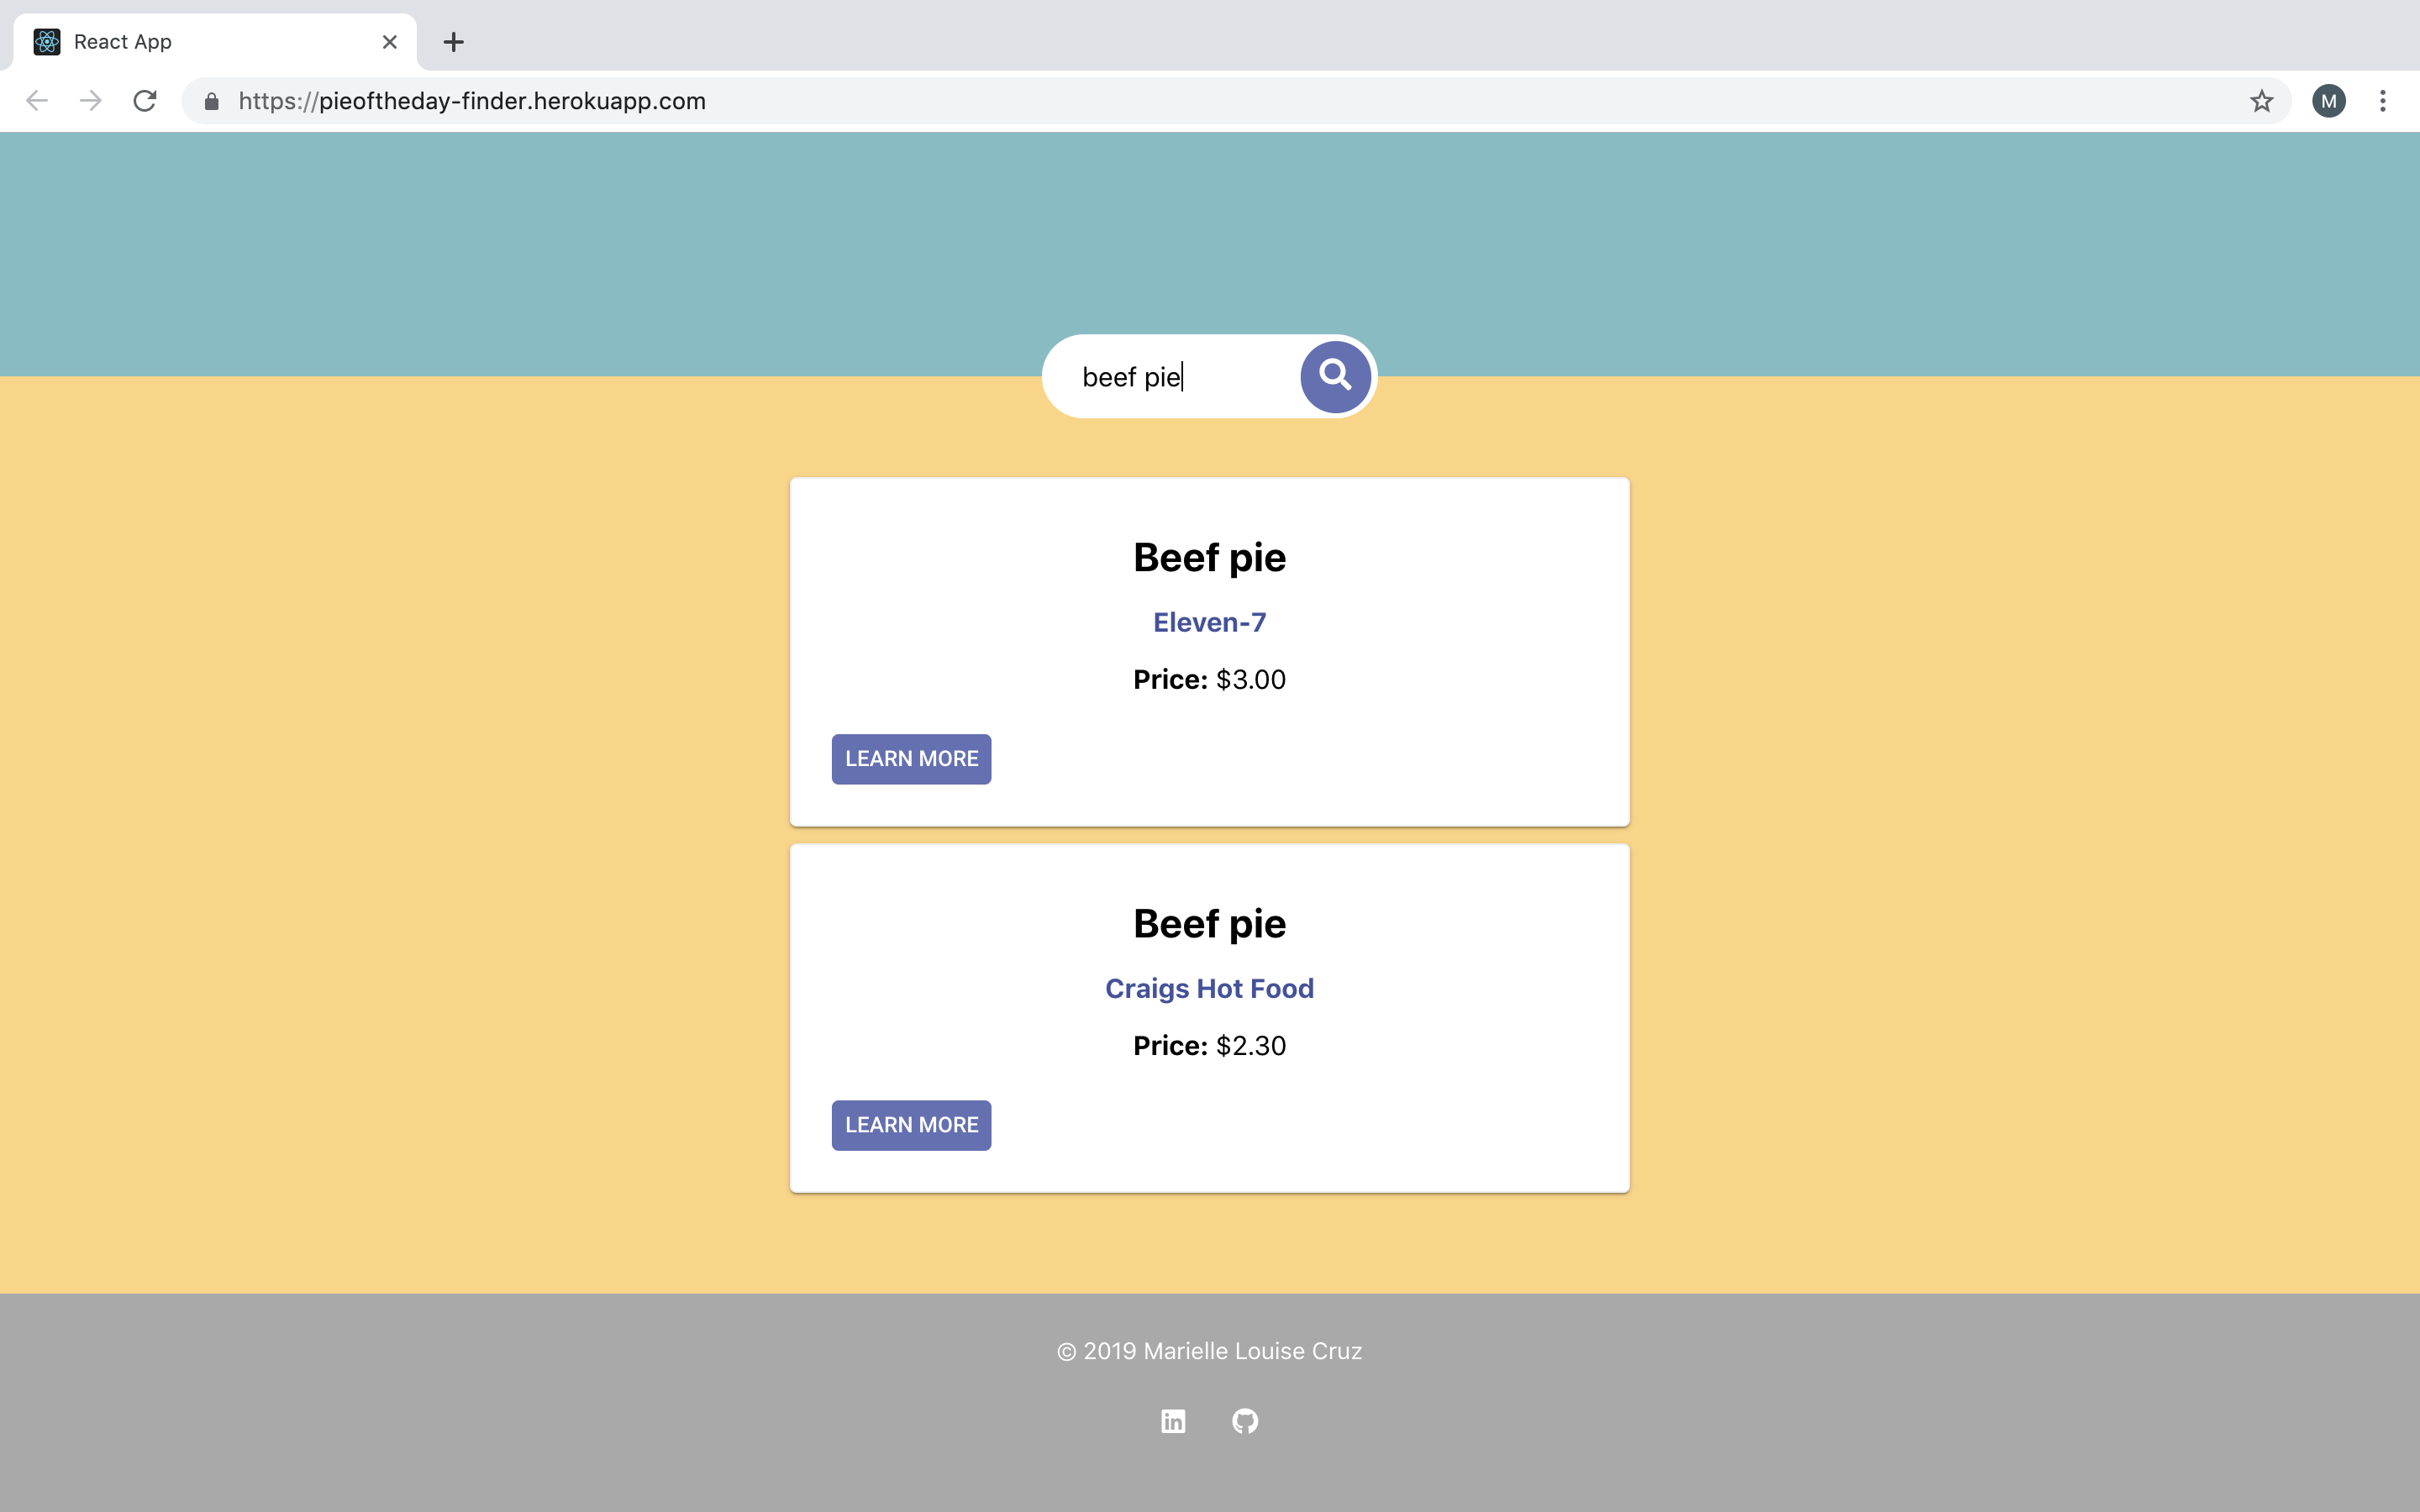 React App
https://pieoftheday-finder.herokuapp.com
M
beef pie
Beef pie
Eleven-7
Price: $3.00
LEARN MORE
Beef pie
Craigs Hot Food
Price: $2.30
LEARN MORE
© 2019 Marielle Louise Cruz
in